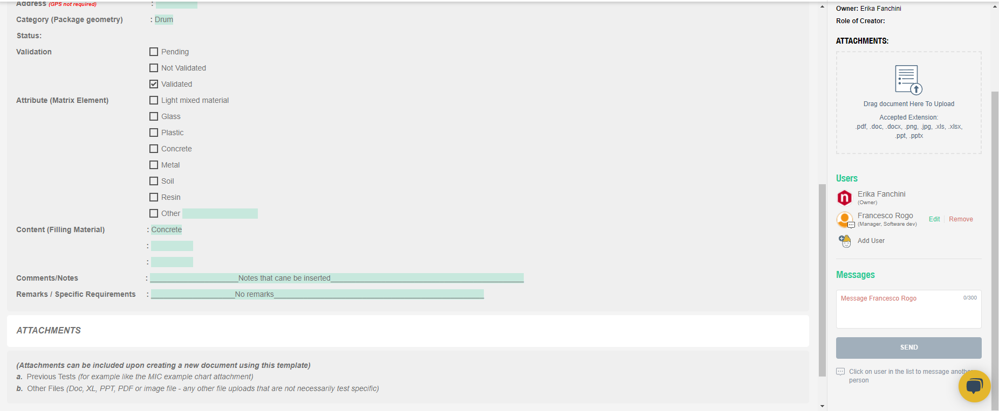 Address (GPS not required) :
Category (Package geometry) : Drum
Status:
Validation
Pending
Not Validated
Validated
Attribute (Matrix Element)
Light mixed material
Glass
Plastic
Concrete
Metal
Soil
Resin
Other
Content (Filling Material) : Concrete
:
:
Comments/Notes : Notes that cane be inserted
Remarks / Specific Requirements : No remarks
ATTACHMENTS
(Attachments can be included upon creating a new document using this template)
a. Previous Tests (for example like the MIC example chart attachment)
b. Other Files (Doc, XL, PPT, PDF or image file - any other file uploads that are not necessarily test specific)
Owner: Erika Fanchini
Role of Creator:
ATTACHMENTS:
Drag document Here To Upload
Accepted Extension:
.pdf, .doc, .docx, .png, .jpg, .xls, .xlsx,
.ppt, .pptx
Users
n
Erika Fanchini
(Owner)
Francesco Rogo
(Manager, Software dev)
Edit
Remove
Add User
Messages
Message Francesco Rogo
0/300
SEND
Click on user in the list to message
person